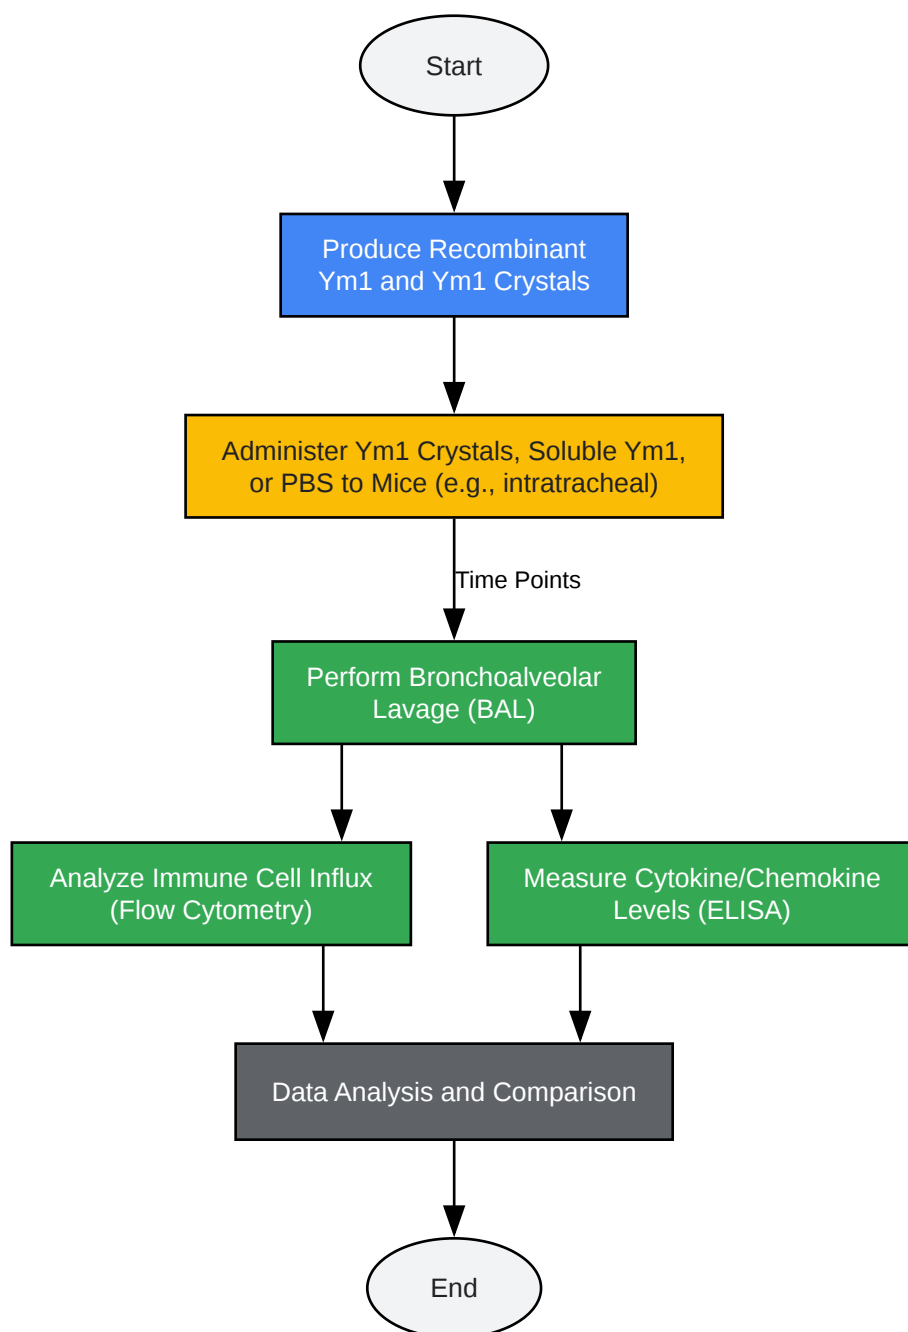 Start
Produce Recombinant
Ym1 and Ym1 Crystals
Administer Ym1 Crystals, Soluble Ym1,
or PBS to Mice (e.g., intratracheal)
Time Points
Perform Bronchoalveolar
Lavage (BAL)
Analyze Immune Cell Influx
(Flow Cytometry)
Measure Cytokine/Chemokine
Levels (ELISA)
Data Analysis and Comparison
End